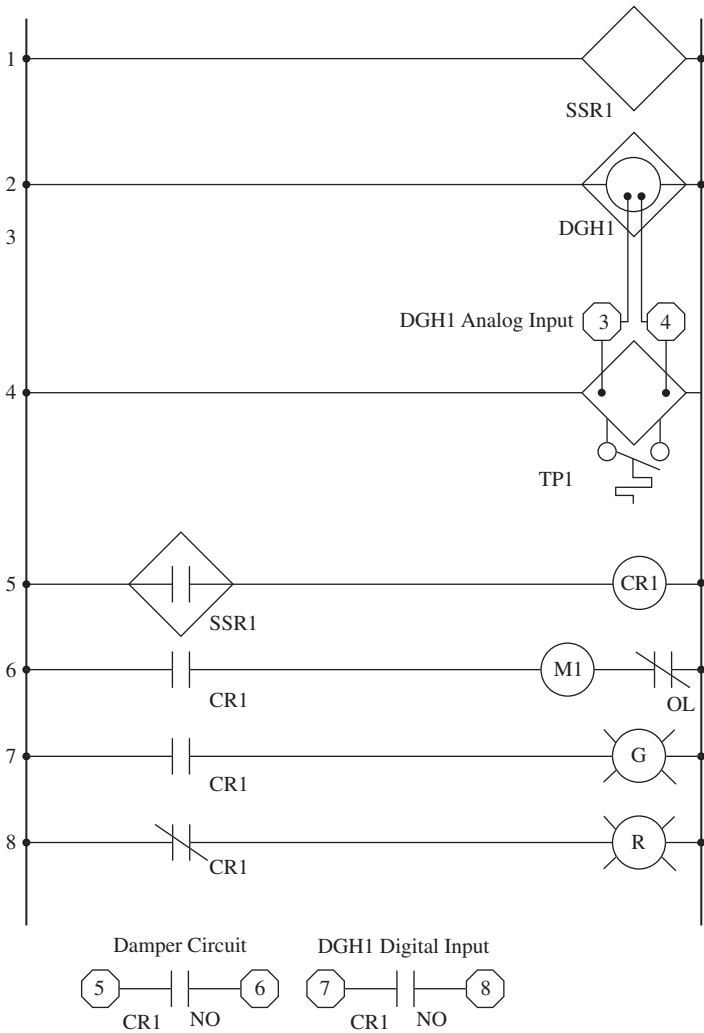 1
SSR1
2
DGH1
3
DGH1 Analog Input 3 4
4
TP1
5
CR1
SSR1
6
M1
CR1
OL
7
G
CR1
8
R
CR1
Damper Circuit
DGH1 Digital Input
5 6
7 8
CR1 NO
CR1 NO